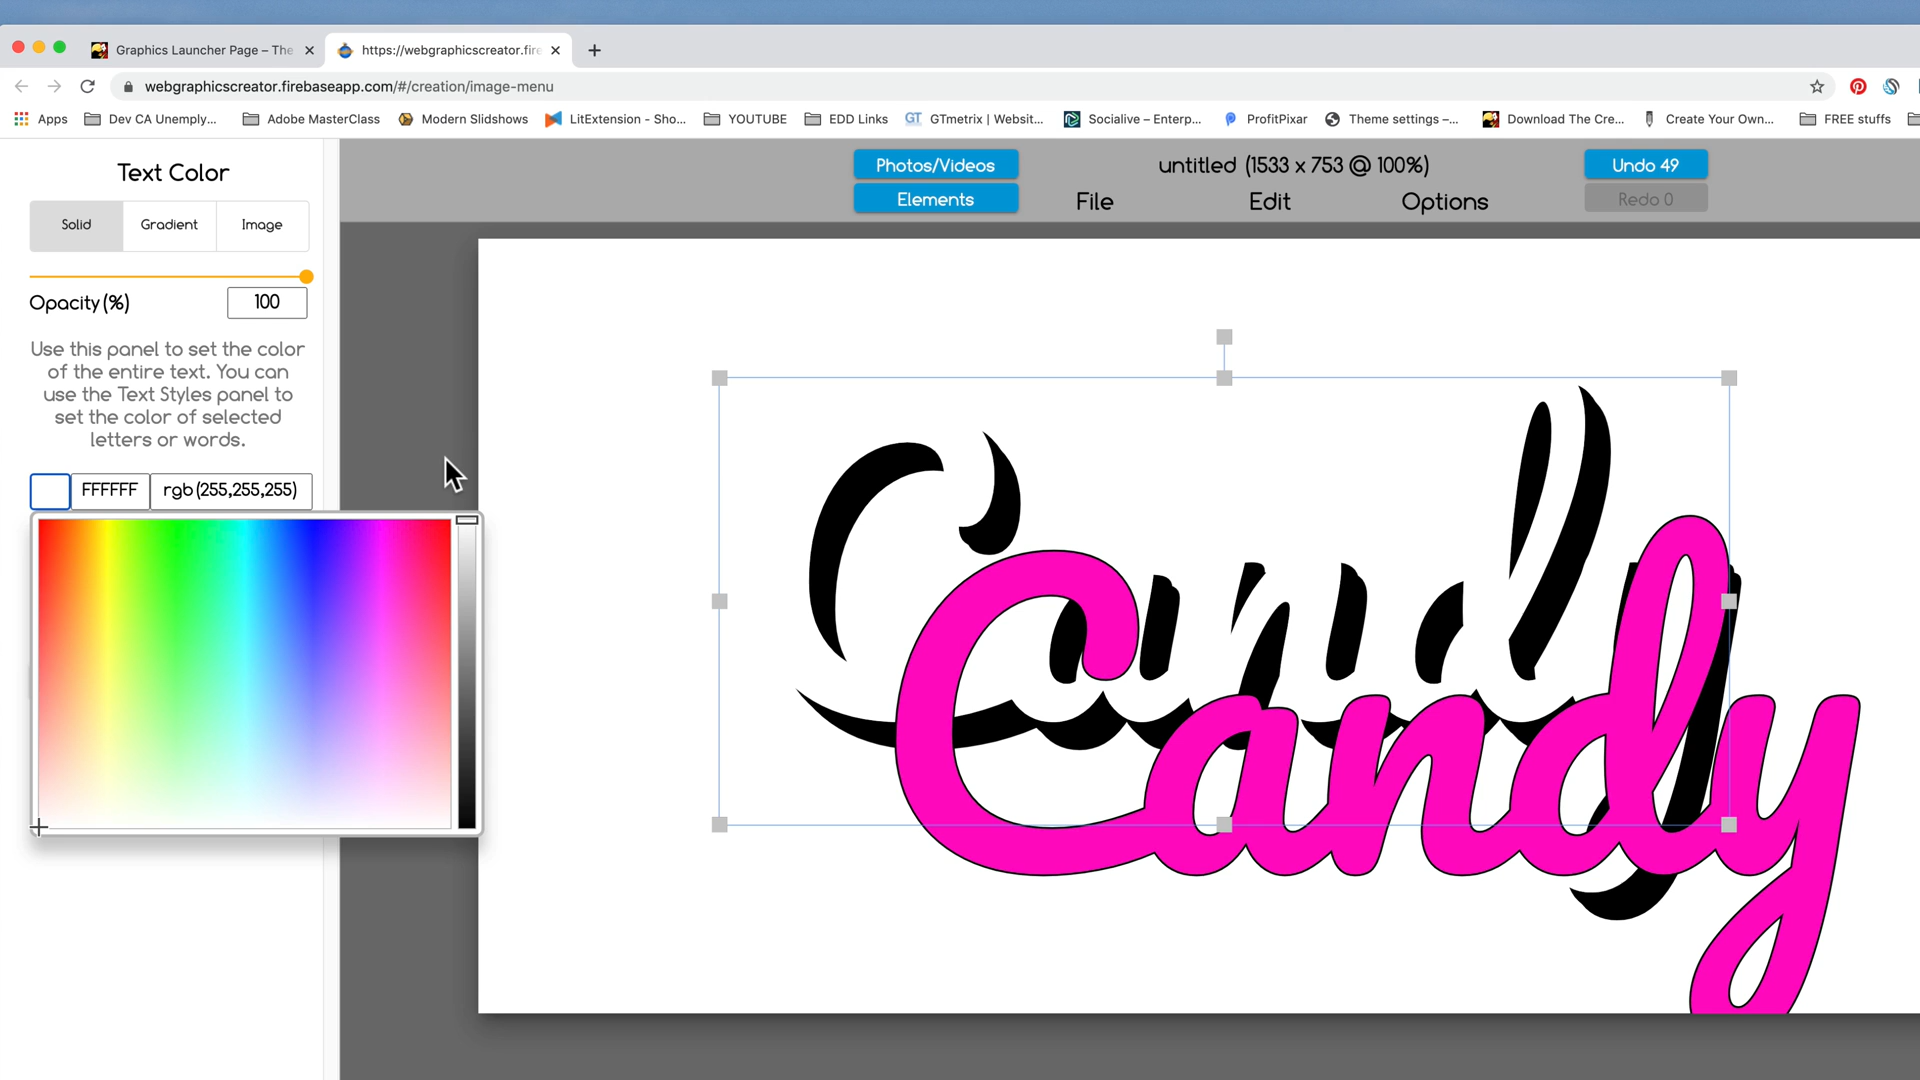 Graphics Launcher Page – The
https://webgraphicscreator.fire
webgraphicscreator.firebaseapp.com/#/creation/image-menu
Apps
Dev CA Unemply...
Adobe MasterClass
Modern Slidshows
LitExtension - Sho...
YOUTUBE
EDD Links
GT
GTmetrix | Websit...
Socialive – Enterp...
ProfitPixar
Theme settings –...
Download The Cre...
Create Your Own...
FREE stuffs
Text Color
Solid
Gradient
Image
Opacity (%)
100
Use this panel to set the color
of the entire text. You can
use the Text Styles panel to
set the color of selected
letters or words.
FFFFFF
rgb(255,255,255)
Photos/Videos
Elements
untitled (1533 x 753 @ 100%)
File
Edit
Options
Undo 49
Redo 0
Candy
Candy